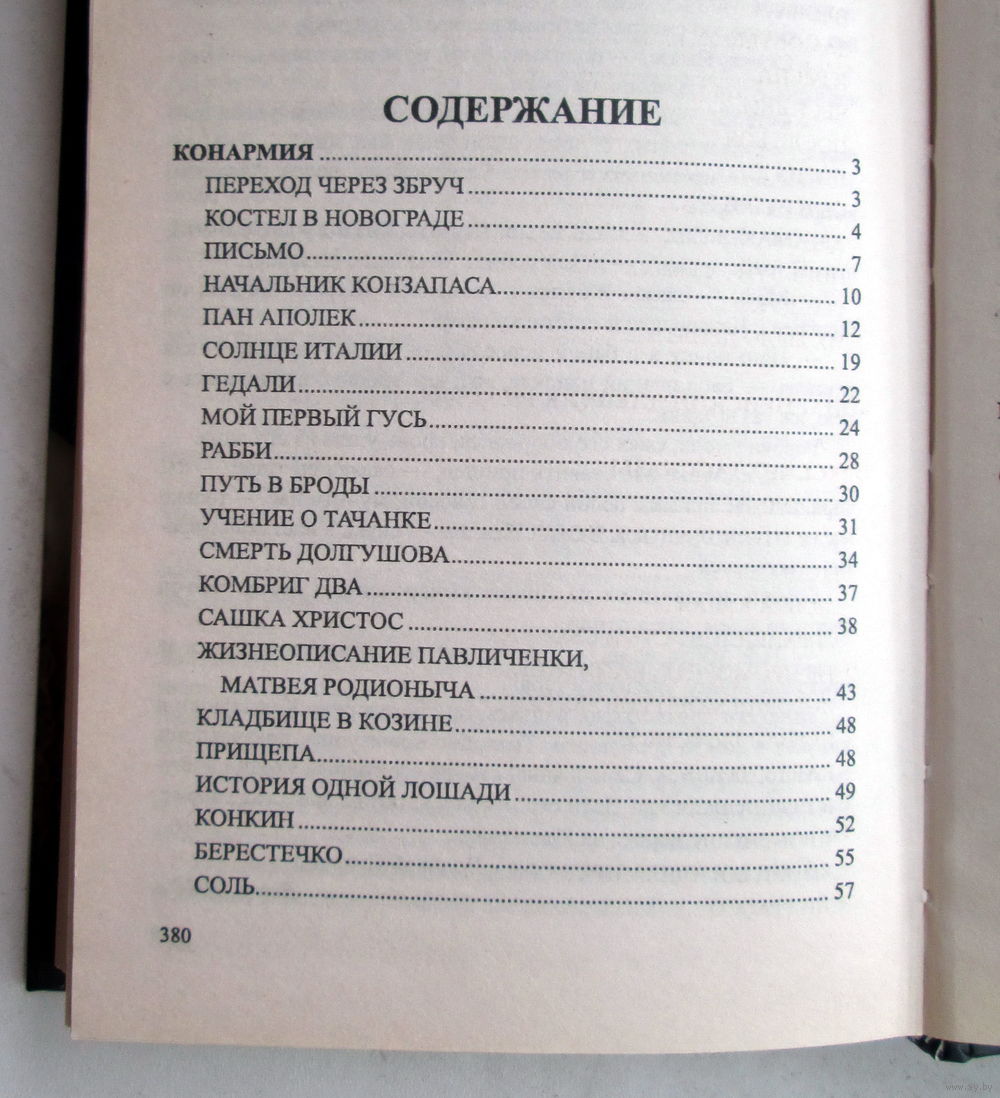 СОДЕРЖАНИЕ
КОНАРМИЯ 3
ПЕРЕХОД ЧЕРЕЗ ЗБРУЧ 3
КОСТЕЛ В НОВОГРАДЕ 4
ПИСЬМО 7
НАЧАЛЬНИК КОНЗАПАСА 10
ПАН АПОЛЕК 12
СОЛНЦЕ ИТАЛИИ 19
ГЕДАЛИ 22
МОЙ ПЕРВЫЙ ГУСЬ 24
РАББИ 28
ПУТЬ В БРОДЫ 30
УЧЕНИЕ О ТАЧАНКЕ 31
СМЕРТЬ ДОЛГУШОВА 34
КОМБРИГ ДВА 37
САШКА ХРИСТОС 38
ЖИЗНЕОПИСАНИЕ ПАВЛИЧЕНКИ,
МАТВЕЯ РОДИОНЫЧА 43
КЛАДБИЩЕ В КОЗИНЕ 48
ПРИЩЕПА 48
ИСТОРИЯ ОДНОЙ ЛОШАДИ 49
КОНКИН 52
БЕРЕСТЕЧКО 55
СОЛЬ 57
380
www.ay.by